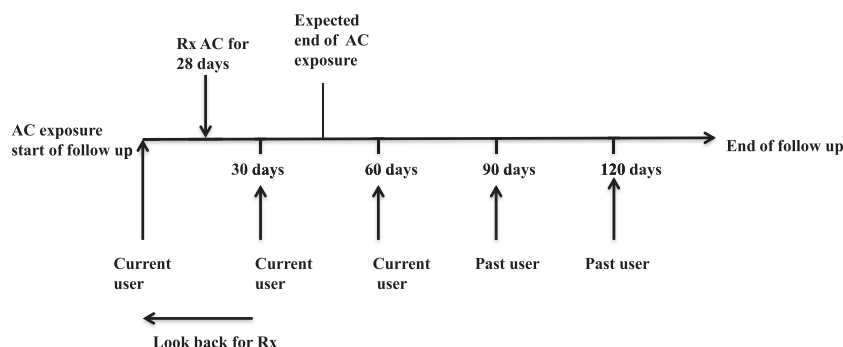 Expected
end of AC
exposure
Rx AC for
28 days
AC exposure
start of follow up
End of follow up
30 days
60 days
90 days
120 days
Current
user
Current
user
Current
user
Past user
Past user
Look back for Rx